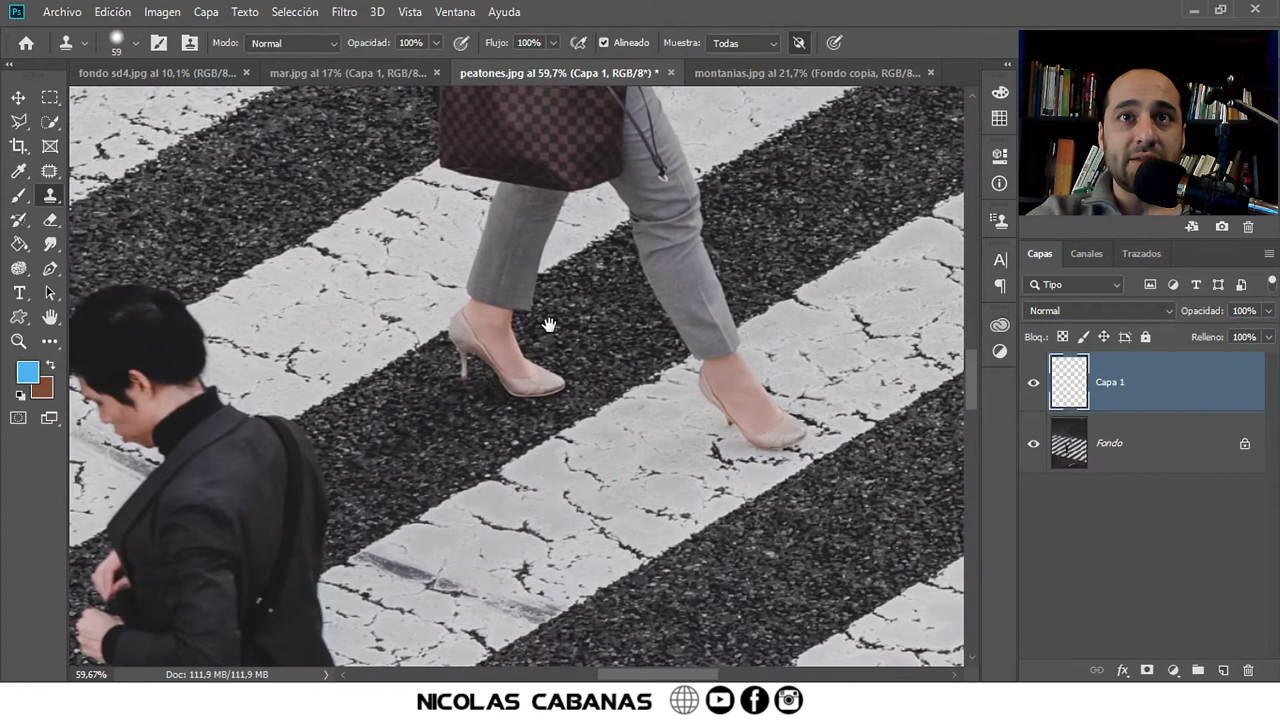 Ps Archivo Edición Imagen Capa Texto Selección Filtro 3D Vista Ventana Ayuda
59 Modo: Normal Opacidad: 100% Flujo: 100% Alineado Muestra: Todas
fondo sd4.jpg al 10,1% (RGB/8... × mar.jpg al 17% (Capa 1, RGB/8... × peatones.jpg al 59,7% (Capa 1, RGB/8*) * × montanias.jpg al 21,7% (Fondo copia, RGB/8... ×
Capas Canales Trazados
Tipo
Normal Opacidad: 100%
Bloq.: Relleno: 100%
Capa 1
Fondo
59,67% Doc: 111,9 MB/111,9 MB
NICOLAS CABANAS